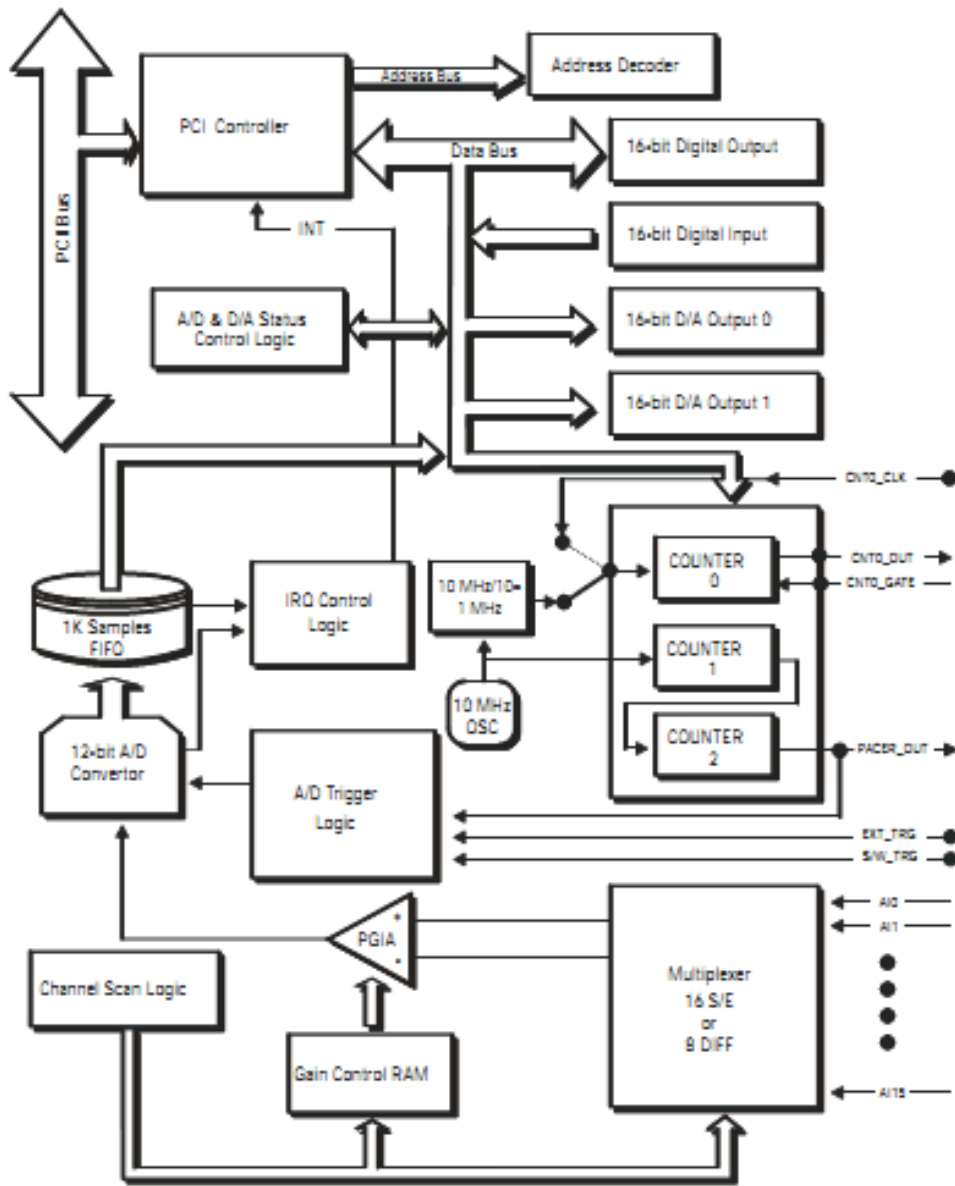 Address Bus
Address Decoder
PCI Controller
Data Bus
16-bit Digital Output
PCI Bus
INT
16-bit Digital Input
A/D & D/A Status
Control Logic
16-bit D/A Output 0
16-bit D/A Output 1
CNT0_CLK
COUNTER
0
CNT0_OUT
CNT0_GATE
10 MHz/10=
1 MHz
IRQ Control
Logic
1K Samples
FIFO
COUNTER
1
10 MHz
OSC
COUNTER
2
PACER_OUT
12-bit A/D
Convertor
A/D Trigger
Logic
EXT_TRG
S/W_TRG
AI0
AI1
PGIA
+
-
Channel Scan Logic
Multiplexer
16 S/E
or
8 DIFF
Gain Control RAM
AI15